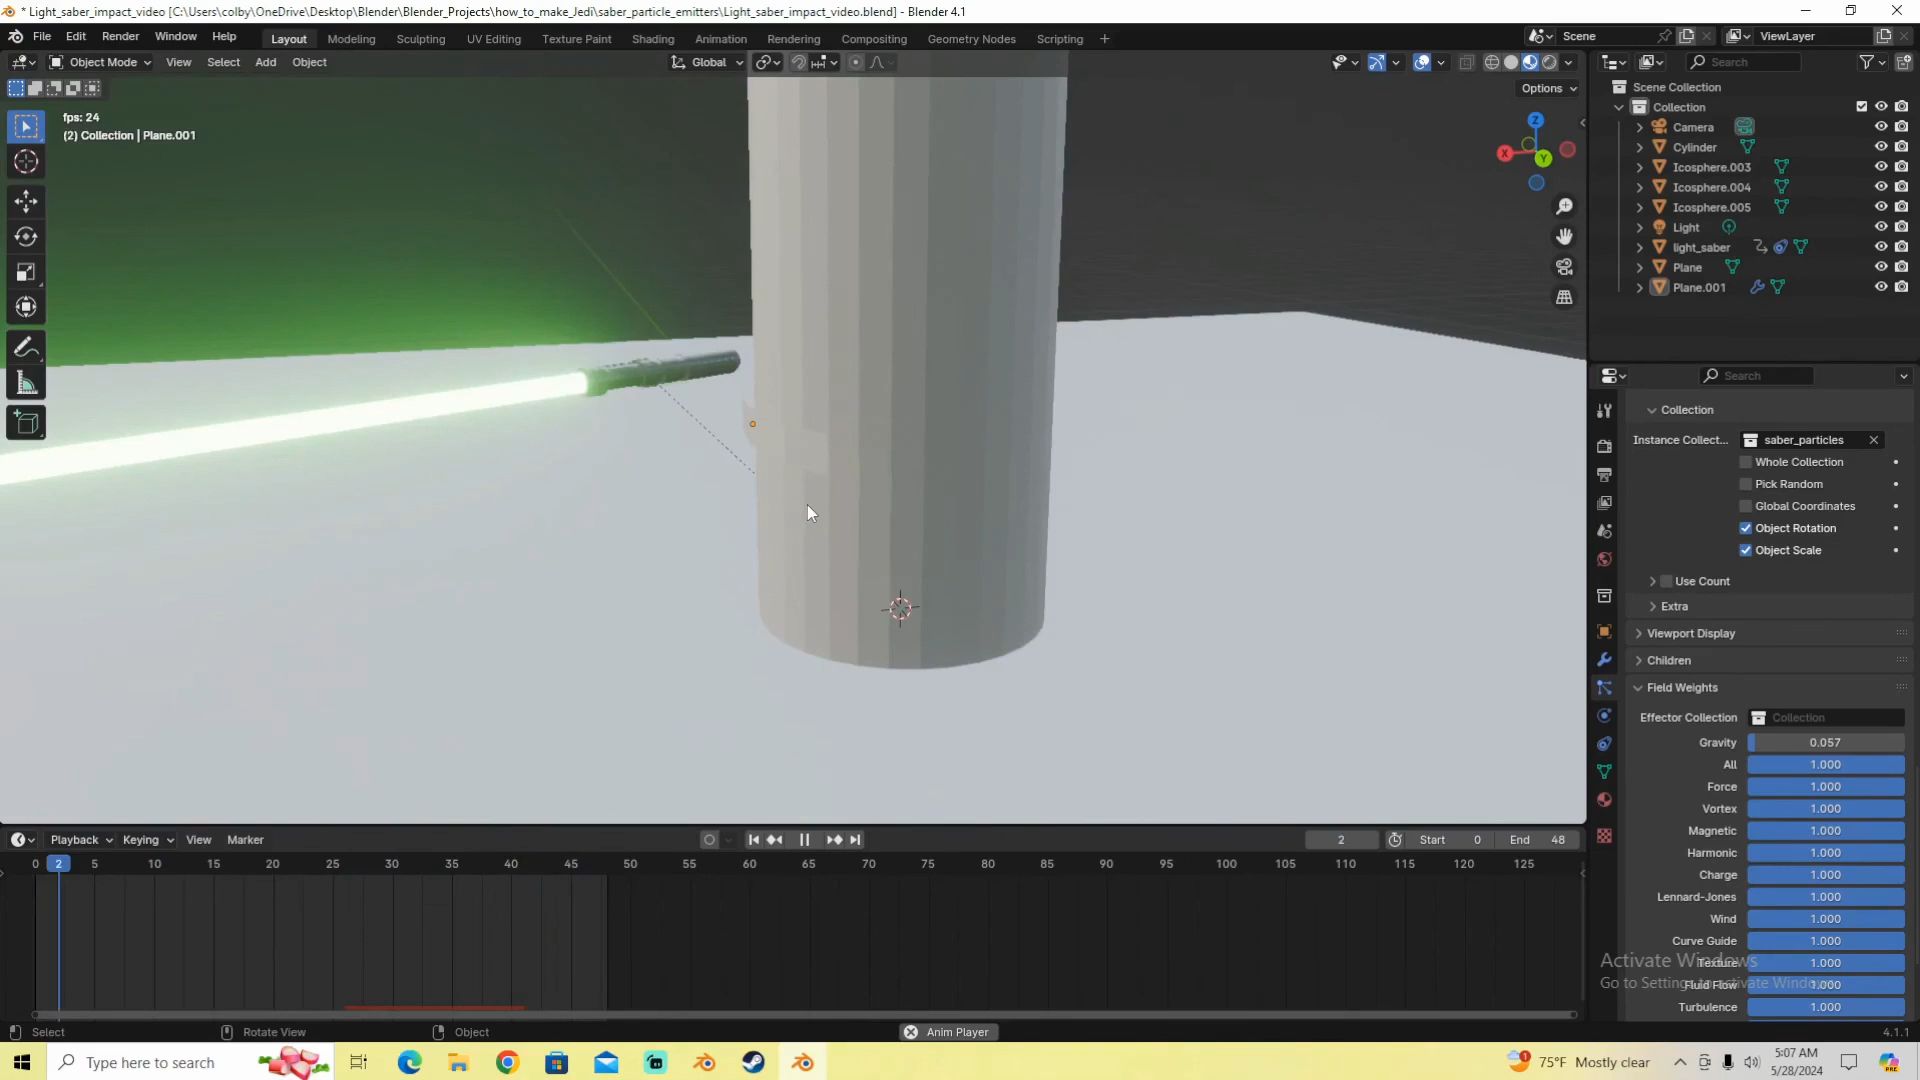 * Light_saber_impact_video [C:\Users\colby\OneDrive\Desktop\Blender\Blender_Projects\how_to_make_Jedi\saber_particle_emitters\Light_saber_impact_video.blend] - Blender 4.1
File Edit Render Window Help Layout Modeling Sculpting UV Editing Texture Paint Shading Animation Rendering Compositing Geometry Nodes Scripting + Scene ViewLayer
Object Mode View Select Add Object Global Search
Options
fps: 24
(2) Collection | Plane.001
Z
X
Y
Scene Collection
Collection
Camera
Cylinder
Icosphere.003
Icosphere.004
Icosphere.005
Light
light_saber
Plane
Plane.001
Search
Collection
Instance Collect... saber_particles
Whole Collection
Pick Random
Global Coordinates
Object Rotation
Object Scale
Use Count
Extra
Viewport Display
Children
Field Weights
Effector Collection Collection
Gravity 0.057
All 1.000
Force 1.000
Vortex 1.000
Magnetic 1.000
Harmonic 1.000
Charge 1.000
Lennard-Jones 1.000
Wind 1.000
Curve Guide 1.000
Texture 1.000
Fluid Flow 1.000
Turbulence 1.000
Activate Windows
Go to Settings to activate Windows.
Playback Keying View Marker 2 Start 0 End 48
0 2 5 10 15 20 25 30 35 40 45 50 55 60 65 70 75 80 85 90 95 100 105 110 115 120 125
Select Rotate View Object Anim Player 4.1.1
Type here to search 75°F Mostly clear 5:07 AM
5/28/2024
PRE